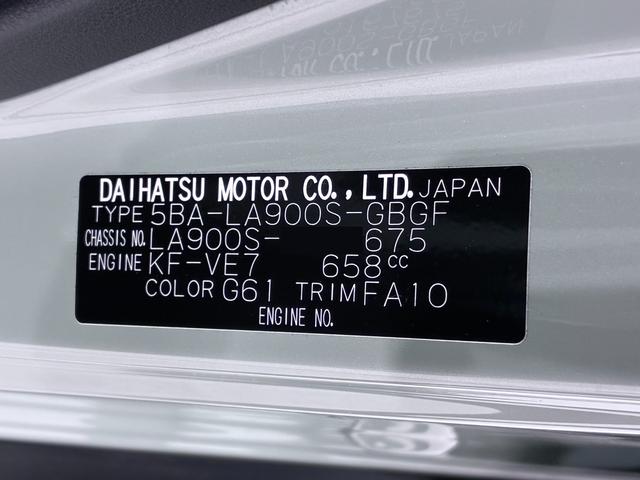 DAIHATSU MOTOR CO., LTD. JAPAN
TYPE 5BA-LA900S-GBGF
CHASSIS NO. LA900S- 675
ENGINE KF-VE7 658cc
COLOR G61 TRIM FA10
ENGINE NO.